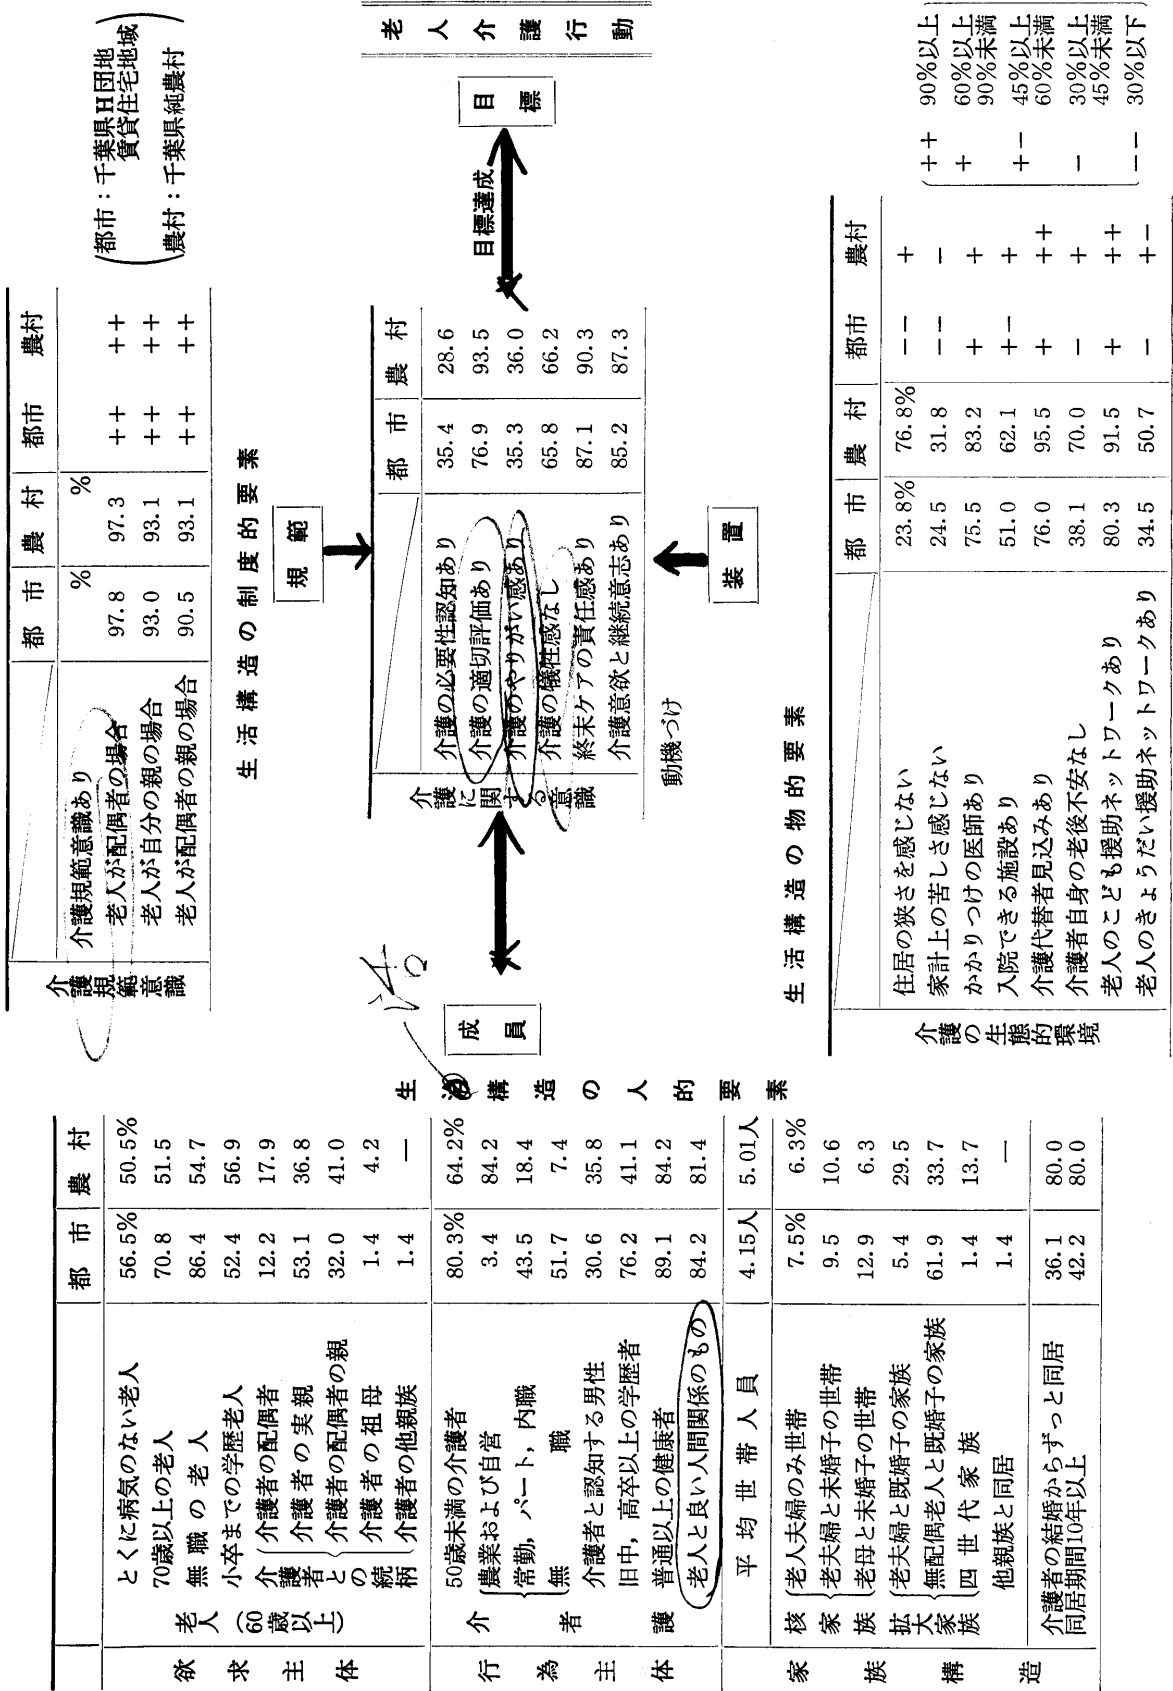 都市 農村
欲求主体
老人(60歳以上)
とくに病気のない老人 56.5% 50.5%
70歳以上の老人 70.8 51.5
無職の老人 86.4 54.7
小卒までの学歴老人 52.4 56.9
介護者との続柄
介護者の配偶者 12.2 17.9
介護者の実親 53.1 36.8
介護者の配偶者の親 32.0 41.0
介護者の祖母 1.4 4.2
介護者の他親族 1.4 —
行為主体
介護者
50歳未満の介護者 80.3% 64.2%
農業および自営 3.4 84.2
常勤,パート,内職 43.5 18.4
無職 51.7 7.4
介護者と認知する男性 30.6 35.8
旧中,高卒以上の学歴者 76.2 41.1
普通以上の健康者 89.1 84.2
老人と良い人間関係のもの 84.2 81.4
家族構造
平均世帯人員 4.15人 5.01人
核家族
老人夫婦のみ世帯 7.5% 6.3%
老夫婦と未婚子の世帯 9.5 10.6
老母と未婚子の世帯 12.9 6.3
拡大家族
老夫婦と既婚子の家族 5.4 29.5
無配偶老人と既婚子の家族 61.9 33.7
四世代家族 1.4 13.7
他親族と同居 1.4 —
介護者の結婚からずっと同居 36.1 80.0
同居期間10年以上 42.2 80.0
生活構造の人的要素
成員
都市 農村 都市 農村
介護規範意識
介護規範意識あり % %
老人が配偶者の場合 97.8 97.3 ++ ++
老人が自分の親の場合 93.0 93.1 ++ ++
老人が配偶者の親の場合 90.5 93.1 ++ ++
(都市:千葉県H団地
賃貸住宅地域
農村:千葉県純農村)
生活構造の制度的要素
規範
都市 農村
介護に関する意識
介護の必要性認知あり 35.4 28.6
介護の適切評価あり 76.9 93.5
介護のやりがい感あり 35.3 36.0
介護の犠牲感なし 65.8 66.2
終末ケアの責任感あり 87.1 90.3
介護意欲と継続意志あり 85.2 87.3
動機づけ
目標達成
目標
老人介護行動
装置
生活構造の物的要素
都市 農村 都市 農村
介護の生態的環境
住居の狭さを感じない 23.8% 76.8% −− +
家計上の苦しさ感じない 24.5 31.8 −− −
かかりつけの医師あり 75.5 83.2 + +
入院できる施設あり 51.0 62.1 +− +
介護代替者見込みあり 76.0 95.5 + ++
介護者自身の老後不安なし 38.1 70.0 − +
老人のこども援助ネットワークあり 80.3 91.5 + ++
老人のきょうだい援助ネットワークあり 34.5 50.7 − +−
++ 90%以上
+ 60%以上
90%未満
+− 45%以上
60%未満
− 30%以上
45%未満
−− 30%以下